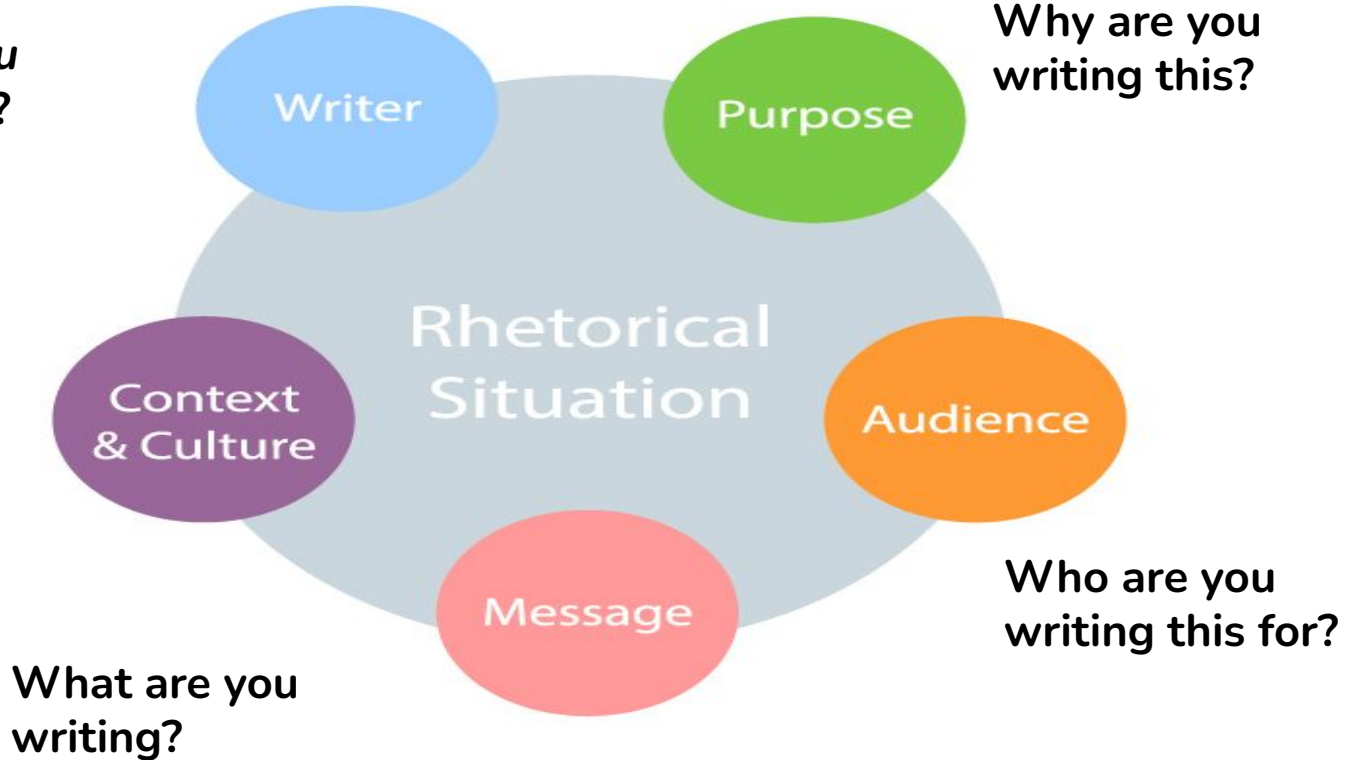 Why are you
writing this?
Writer
Purpose
Rhetorical
Situation
Context
& Culture
Audience
Message
Who are you
writing this for?
What are you
writing?